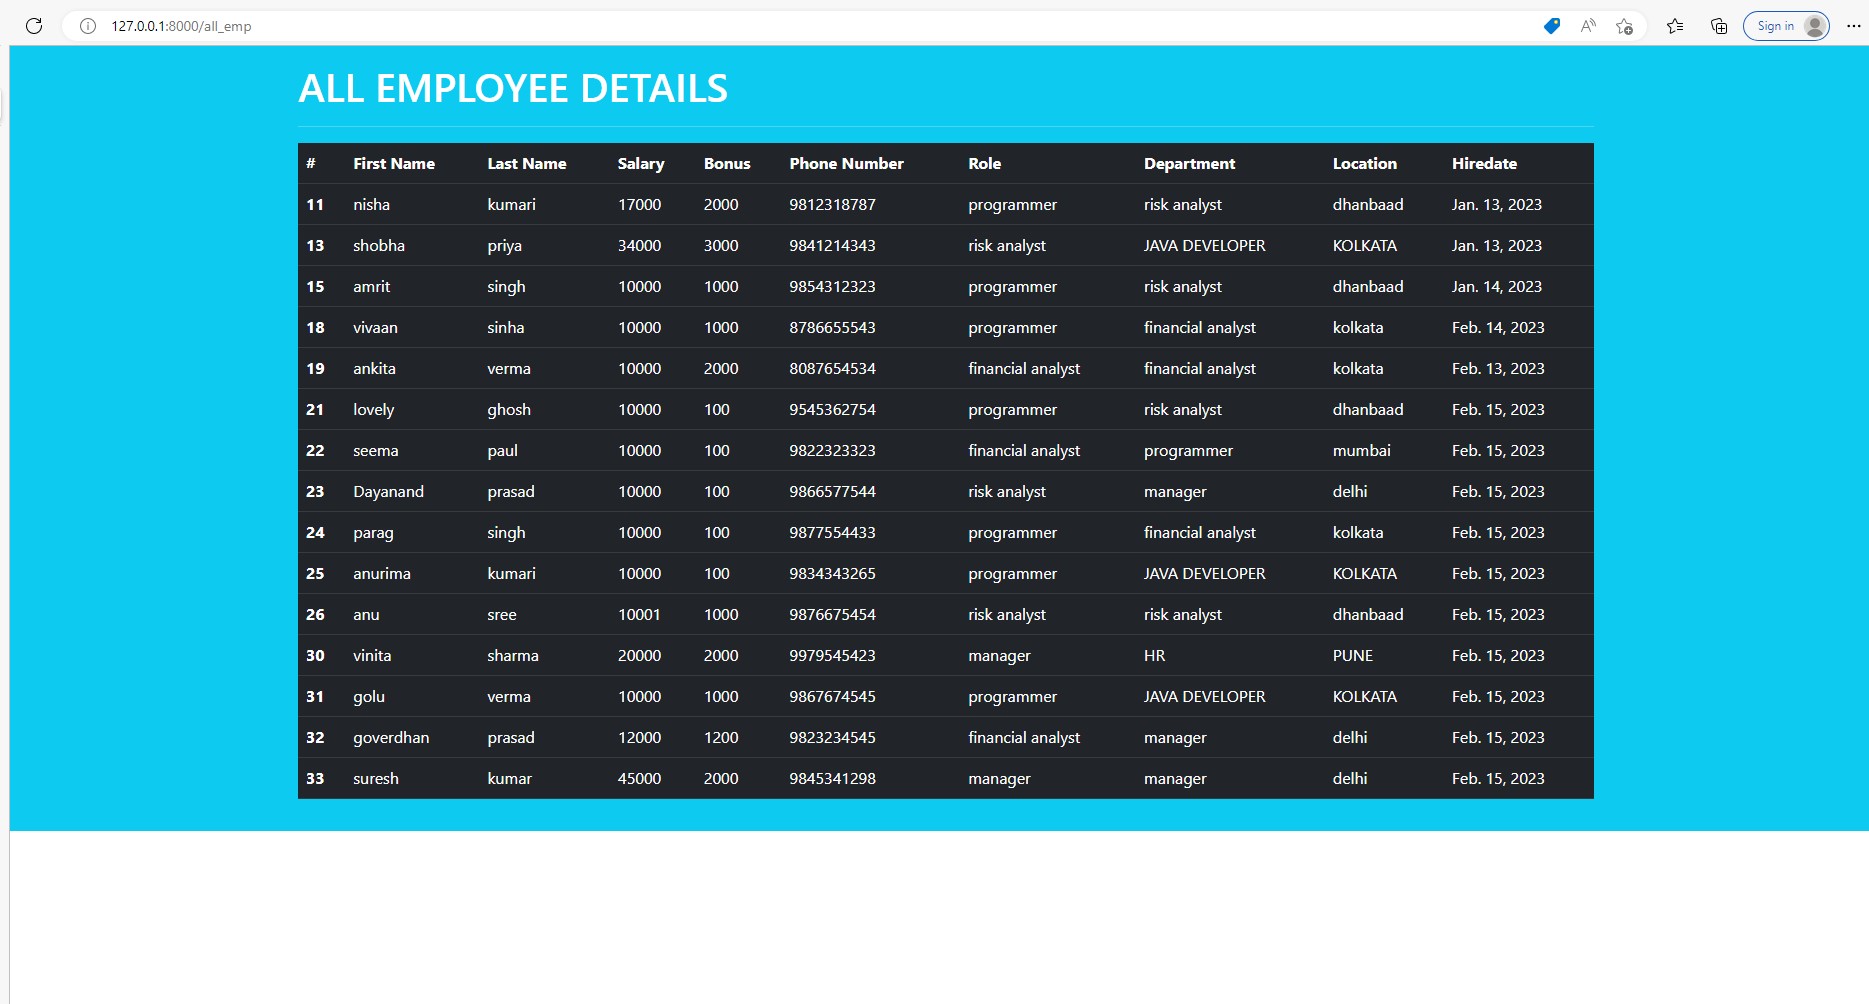 127.0.0.1:8000/all_emp Sign in
ALL EMPLOYEE DETAILS
# First Name Last Name Salary Bonus Phone Number Role Department Location Hiredate
11 nisha kumari 17000 2000 9812318787 programmer risk analyst dhanbaad Jan. 13, 2023
13 shobha priya 34000 3000 9841214343 risk analyst JAVA DEVELOPER KOLKATA Jan. 13, 2023
15 amrit singh 10000 1000 9854312323 programmer risk analyst dhanbaad Jan. 14, 2023
18 vivaan sinha 10000 1000 8786655543 programmer financial analyst kolkata Feb. 14, 2023
19 ankita verma 10000 2000 8087654534 financial analyst financial analyst kolkata Feb. 13, 2023
21 lovely ghosh 10000 100 9545362754 programmer risk analyst dhanbaad Feb. 15, 2023
22 seema paul 10000 100 9822323323 financial analyst programmer mumbai Feb. 15, 2023
23 Dayanand prasad 10000 100 9866577544 risk analyst manager delhi Feb. 15, 2023
24 parag singh 10000 100 9877554433 programmer financial analyst kolkata Feb. 15, 2023
25 anurima kumari 10000 100 9834343265 programmer JAVA DEVELOPER KOLKATA Feb. 15, 2023
26 anu sree 10001 1000 9876675454 risk analyst risk analyst dhanbaad Feb. 15, 2023
30 vinita sharma 20000 2000 9979545423 manager HR PUNE Feb. 15, 2023
31 golu verma 10000 1000 9867674545 programmer JAVA DEVELOPER KOLKATA Feb. 15, 2023
32 goverdhan prasad 12000 1200 9823234545 financial analyst manager delhi Feb. 15, 2023
33 suresh kumar 45000 2000 9845341298 manager manager delhi Feb. 15, 2023